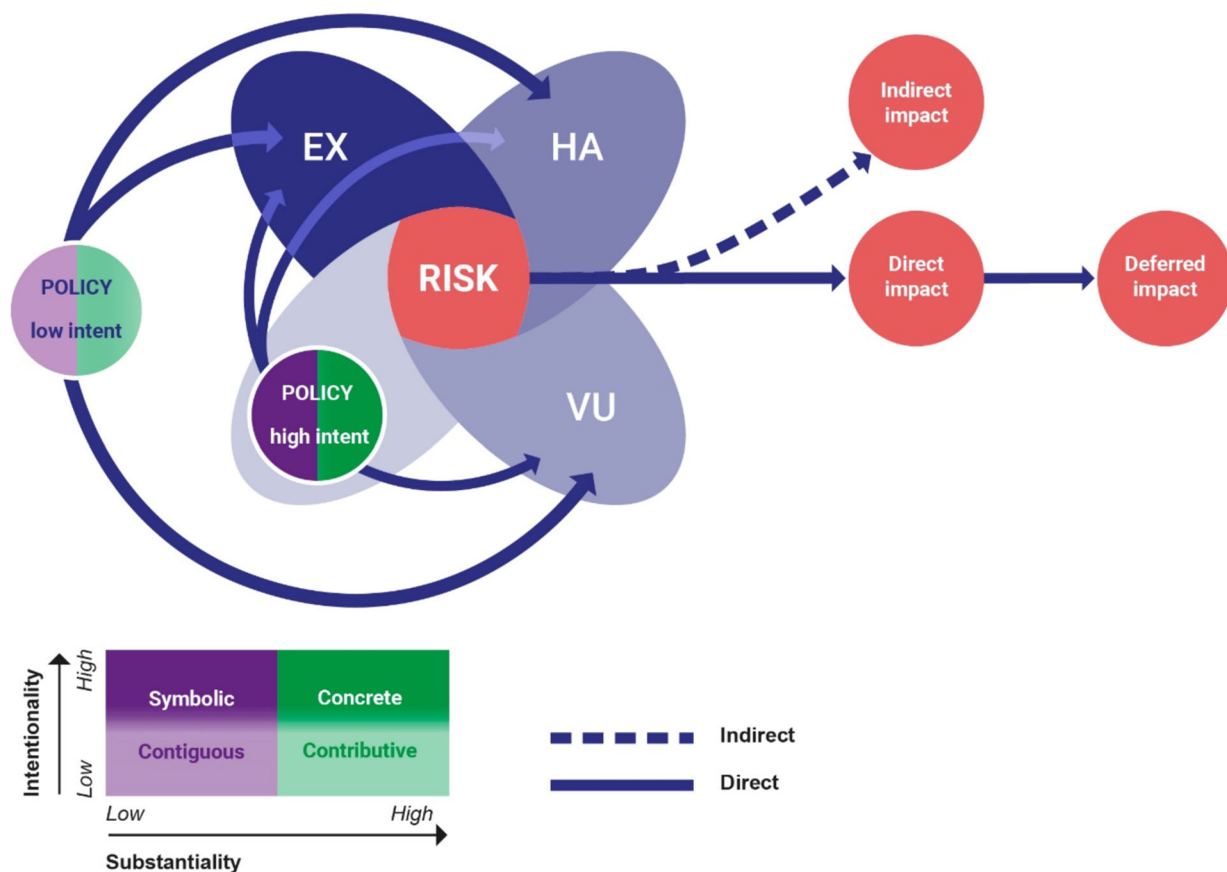 EX
HA
Indirect
impact
RISK
Direct
impact
Deferred
impact
POLICY
low intent
POLICY
high intent
VU
Intentionality
High
Low
Symbolic
Concrete
Contiguous
Contributive
Low
High
Substantiality
Indirect
Direct